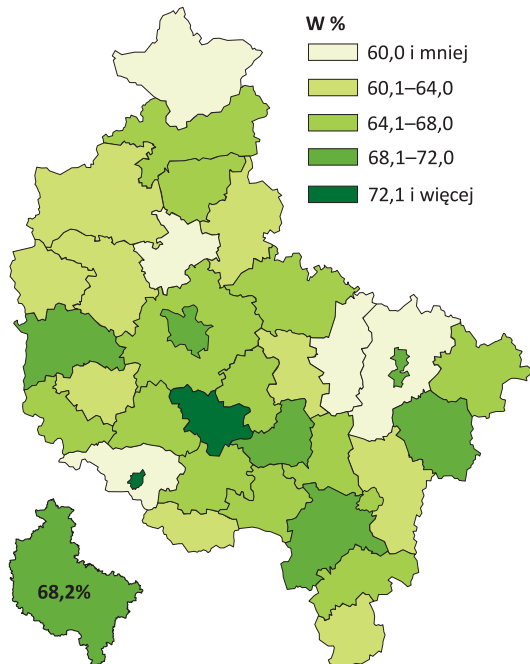 W %
60,0 i mniej
60,1–64,0
64,1–68,0
68,1–72,0
72,1 i więcej
68,2%